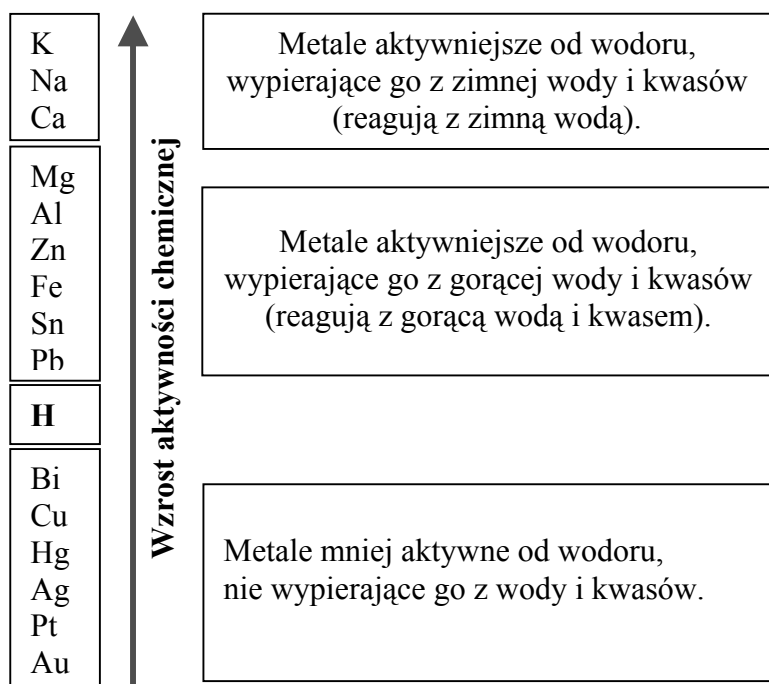 K
Na
Ca
Metale aktywniejsze od wodoru,
wypierające go z zimnej wody i kwasów
(reagują z zimną wodą).
Mg
Al
Zn
Fe
Sn
Pb
Metale aktywniejsze od wodoru,
wypierające go z gorącej wody i kwasów
(reagują z gorącą wodą i kwasem).
H
Bi
Cu
Hg
Ag
Pt
Au
Metale mniej aktywne od wodoru,
nie wypierające go z wody i kwasów.
Wzrost aktywności chemicznej